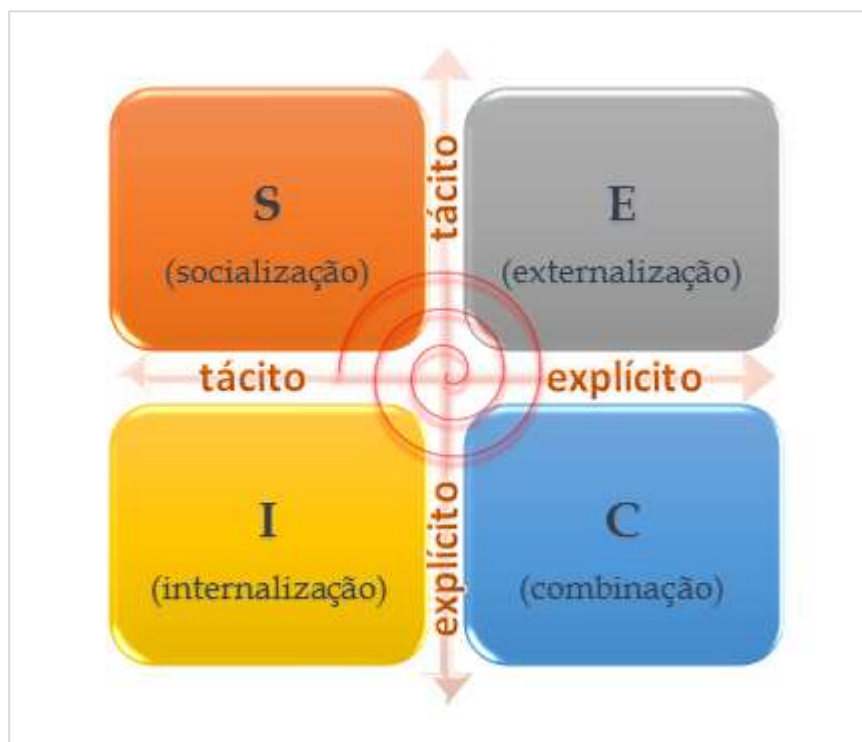 tácito
S
(socialização)
E
(externalização)
tácito
explícito
I
(internalização)
explícito
C
(combinação)